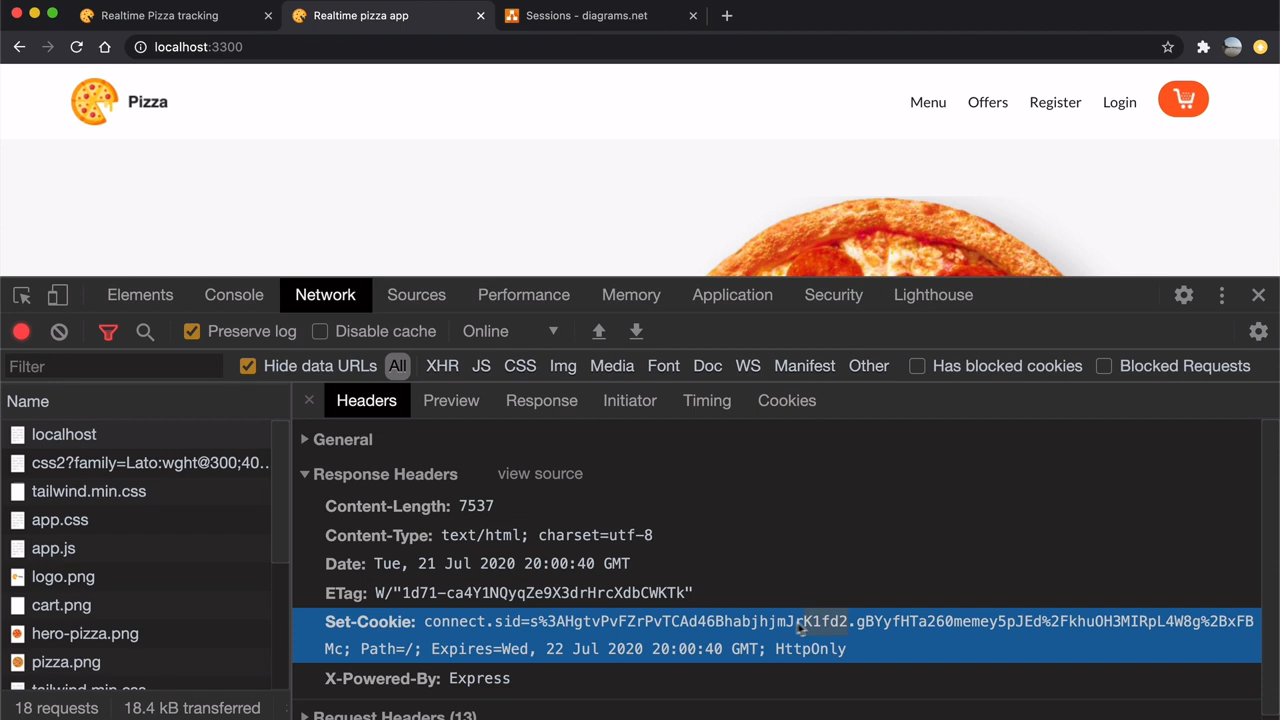 Realtime Pizza tracking
Realtime pizza app
Sessions - diagrams.net
localhost:3300
Pizza
Menu Offers Register Login
Elements Console Network Sources Performance Memory Application Security Lighthouse
Preserve log Disable cache Online
Filter Hide data URLs All XHR JS CSS Img Media Font Doc WS Manifest Other Has blocked cookies Blocked Requests
Name
Headers Preview Response Initiator Timing Cookies
localhost
css2?family=Lato:wght@300;40…
tailwind.min.css
app.css
app.js
logo.png
cart.png
hero-pizza.png
pizza.png
tailwind.min.css
18 requests 18.4 kB transferred
General
Response Headers view source
Content-Length: 7537
Content-Type: text/html; charset=utf-8
Date: Tue, 21 Jul 2020 20:00:40 GMT
ETag: W/"1d71-ca4Y1NQyqZe9X3drHrcXdbCWKTk"
Set-Cookie: connect.sid=s%3AHgtvPvFZrPvTCAd46BhabjhjmJrK1fd2.gBYyfHTa260memey5pJEd%2FkhuOH3MIRpL4W8g%2BxFB
Mc; Path=/; Expires=Wed, 22 Jul 2020 20:00:40 GMT; HttpOnly
X-Powered-By: Express
Request Headers (13)